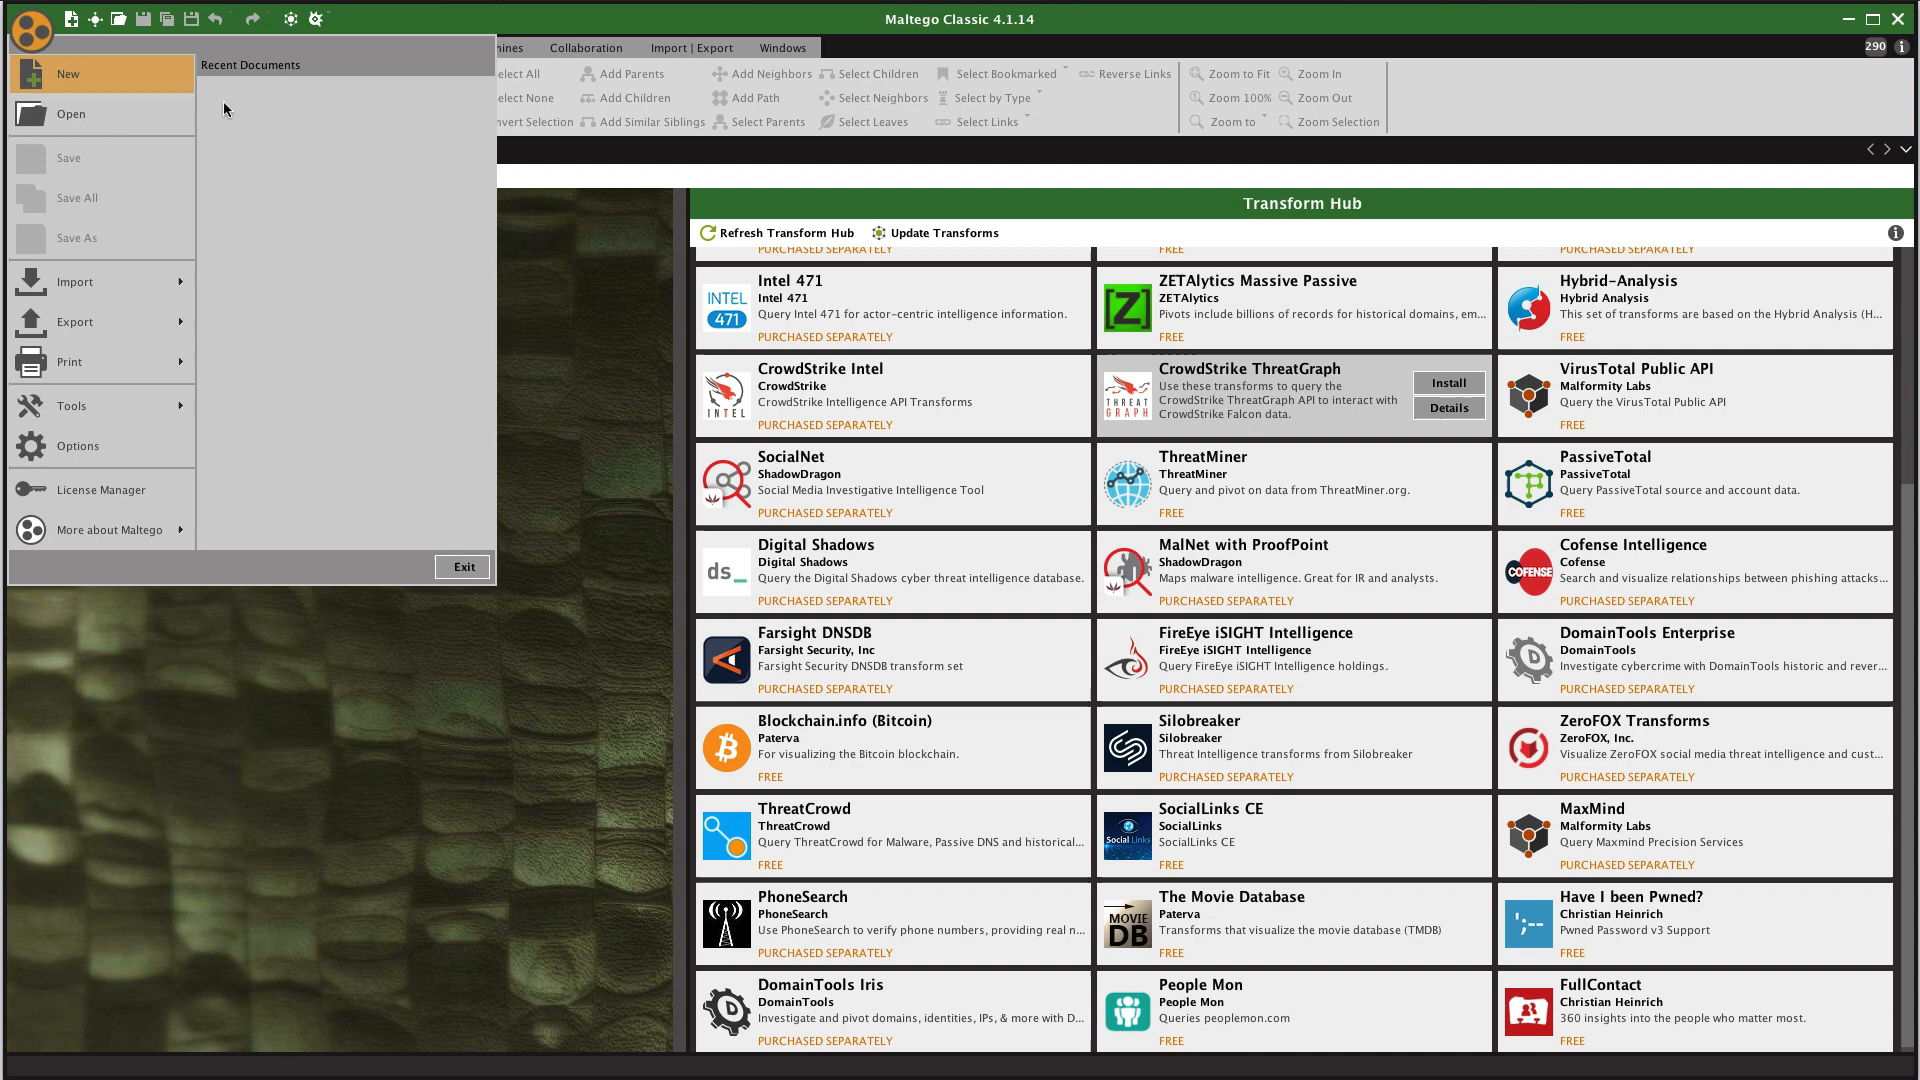 Maltego Classic 4.1.14
Collaboration
Import | Export
Windows
290
Recent Documents
New
Open
Save
Save All
Save As
Import
Export
Print
Tools
Options
License Manager
More about Maltego
Exit
Add Parents
Add Neighbors
Select Children
Select Bookmarked
Reverse Links
Zoom to Fit
Zoom In
Add Children
Add Path
Select Neighbors
Select by Type
Zoom 100%
Zoom Out
Add Similar Siblings
Select Parents
Select Leaves
Select Links
Zoom to
Zoom Selection
Transform Hub
Refresh Transform Hub
Update Transforms
PURCHASED SEPARATELY
FREE
PURCHASED SEPARATELY
INTEL 471
Intel 471
Intel 471
Query Intel 471 for actor-centric intelligence information.
PURCHASED SEPARATELY
[Z]
ZETAlytics Massive Passive
ZETAlytics
Pivots include billions of records for historical domains, em...
FREE
Hybrid-Analysis
Hybrid Analysis
This set of transforms are based on the Hybrid Analysis (H...
FREE
INTEL
CrowdStrike Intel
CrowdStrike
CrowdStrike Intelligence API Transforms
PURCHASED SEPARATELY
THREAT GRAPH
CrowdStrike ThreatGraph
Use these transforms to query the
CrowdStrike ThreatGraph API to interact with
CrowdStrike Falcon data.
Install
Details
VirusTotal Public API
Malformity Labs
Query the VirusTotal Public API
FREE
SocialNet
ShadowDragon
Social Media Investigative Intelligence Tool
PURCHASED SEPARATELY
ThreatMiner
ThreatMiner
Query and pivot on data from ThreatMiner.org.
FREE
PassiveTotal
PassiveTotal
Query PassiveTotal source and account data.
FREE
ds_
Digital Shadows
Digital Shadows
Query the Digital Shadows cyber threat intelligence database.
PURCHASED SEPARATELY
MalNet with ProofPoint
ShadowDragon
Maps malware intelligence. Great for IR and analysts.
PURCHASED SEPARATELY
COFENSE
Cofense Intelligence
Cofense
Search and visualize relationships between phishing attacks...
PURCHASED SEPARATELY
Farsight DNSDB
Farsight Security, Inc
Farsight Security DNSDB transform set
PURCHASED SEPARATELY
FireEye iSIGHT Intelligence
FireEye iSIGHT Intelligence
Query FireEye iSIGHT Intelligence holdings.
PURCHASED SEPARATELY
DomainTools Enterprise
DomainTools
Investigate cybercrime with DomainTools historic and rever...
PURCHASED SEPARATELY
Blockchain.info (Bitcoin)
Paterva
For visualizing the Bitcoin blockchain.
FREE
Silobreaker
Silobreaker
Threat Intelligence transforms from Silobreaker
PURCHASED SEPARATELY
ZeroFOX Transforms
ZeroFOX, Inc.
Visualize ZeroFOX social media threat intelligence and cust...
PURCHASED SEPARATELY
ThreatCrowd
ThreatCrowd
Query ThreatCrowd for Malware, Passive DNS and historical...
FREE
Social Links
SocialLinks CE
SocialLinks
SocialLinks CE
FREE
MaxMind
Malformity Labs
Query Maxmind Precision Services
PURCHASED SEPARATELY
PhoneSearch
PhoneSearch
Use PhoneSearch to verify phone numbers, providing real n...
PURCHASED SEPARATELY
MOVIE DB
The Movie Database
Paterva
Transforms that visualize the movie database (TMDB)
FREE
';--
Have I been Pwned?
Christian Heinrich
Pwned Password v3 Support
FREE
DomainTools Iris
DomainTools
Investigate and pivot domains, identities, IPs, & more with D...
PURCHASED SEPARATELY
People Mon
People Mon
Queries peoplemon.com
FREE
FullContact
Christian Heinrich
360 insights into the people who matter most.
FREE